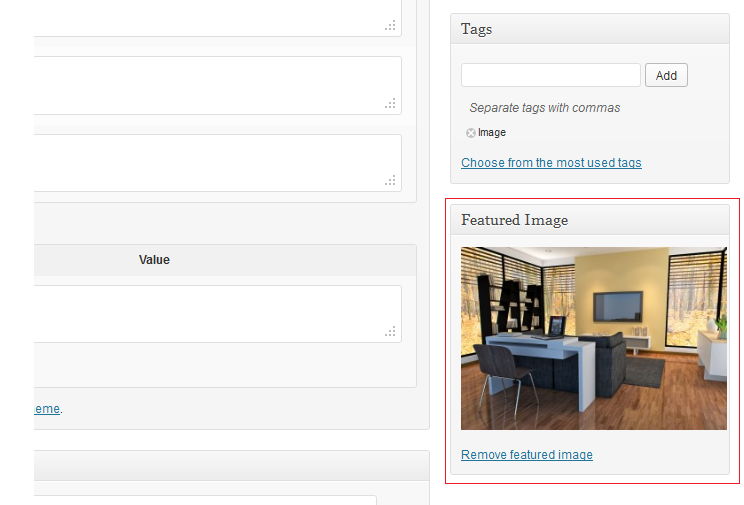 Tags
Add
Separate tags with commas
Image
Choose from the most used tags
Featured Image
Value
eme.
Remove featured image